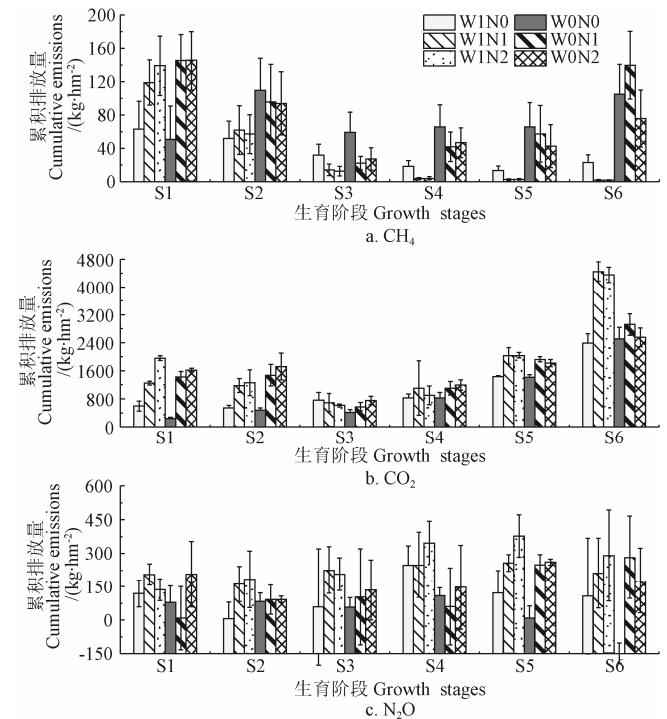 200
160
120
80
40
0
累积排放量
Cumulative emissions
/(kg·hm-2)
W1N0 W0N0
W1N1 W0N1
W1N2 W0N2
S1 S2 S3 S4 S5 S6
生育阶段 Growth stages
a. CH4
4800
4000
3200
2400
1600
800
0
累积排放量
Cumulative emissions
/(kg·hm-2)
S1 S2 S3 S4 S5 S6
生育阶段 Growth stages
b. CO2
600
450
300
150
0
-150
累积排放量
Cumulative emissions
/(kg·hm-2)
S1 S2 S3 S4 S5 S6
生育阶段 Growth stages
c. N2O